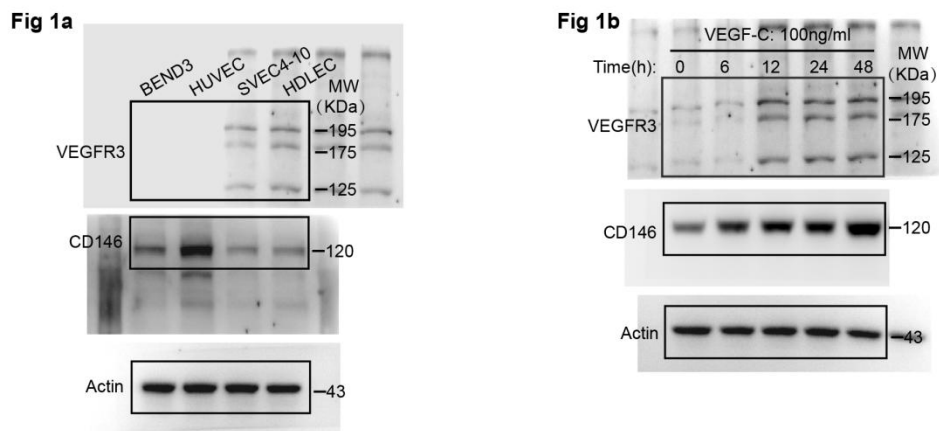 Fig 1a
BEND3
HUVEC
SVEC4-10
HDLEC
MW
(KDa)
VEGFR3
195
175
125
CD146
120
Actin
43
Fig 1b
VEGF-C: 100ng/ml
Time(h): 0 6 12 24 48
MW
(KDa)
VEGFR3
195
175
125
CD146
120
Actin
43